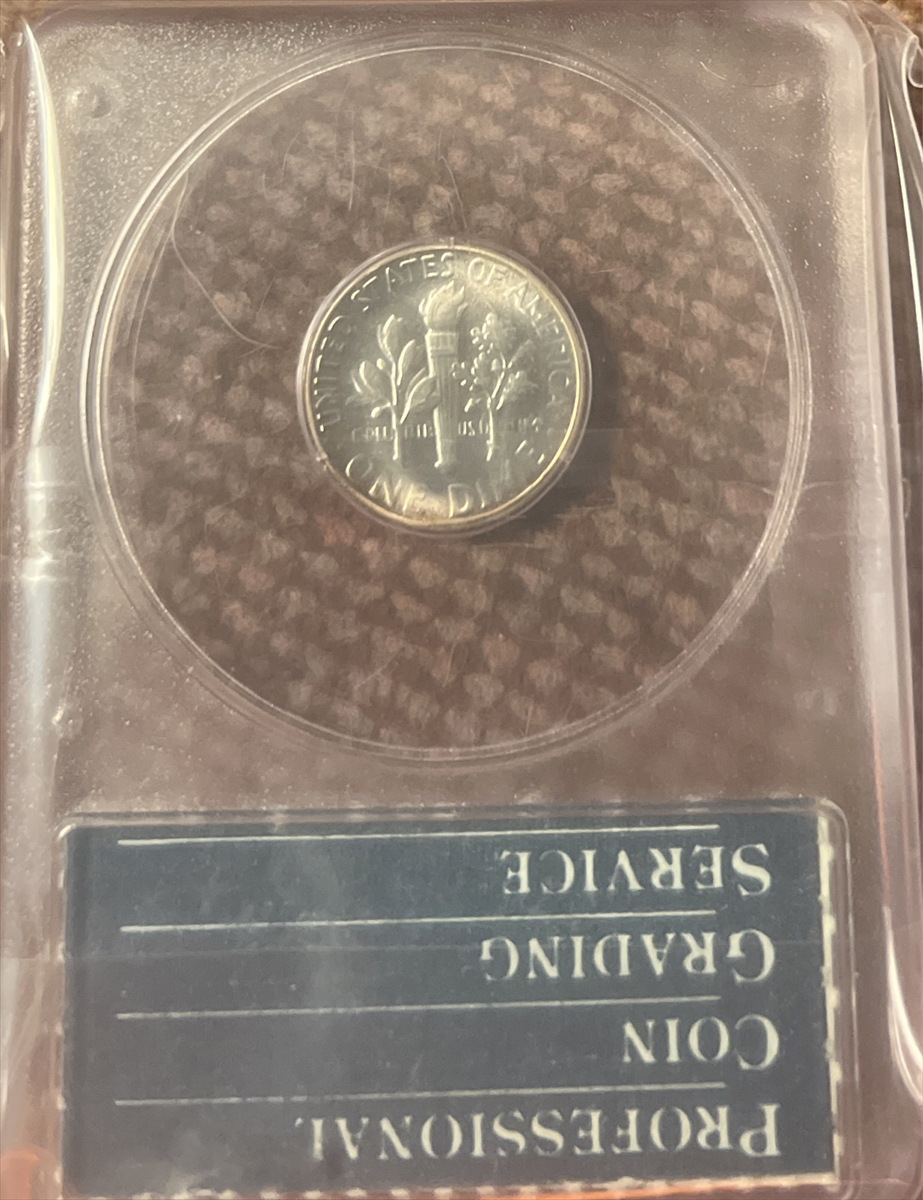 UNITED STATES OF AMERICA
ONE DIME
PROFESSIONAL
COIN
GRADING
SERVICE